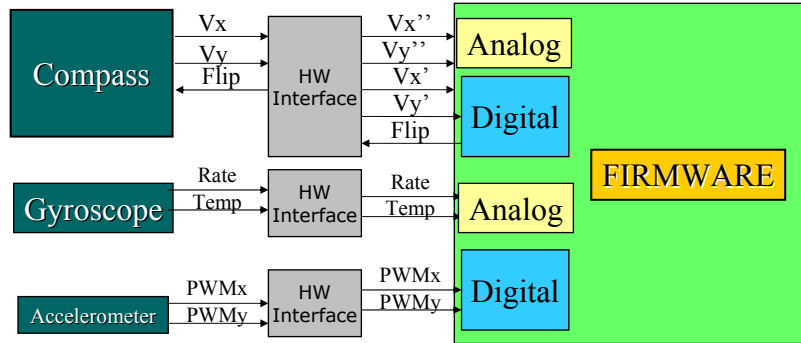 Vx
Vy
Flip
Compass
HW
Interface
Vx''
Vy''
Vx'
Vy'
Flip
Analog
Digital
FIRMWARE
Rate
Temp
Gyroscope
HW
Interface
Rate
Temp
Analog
PWMx
PWMy
Accelerometer
HW
Interface
PWMx
PWMy
Digital